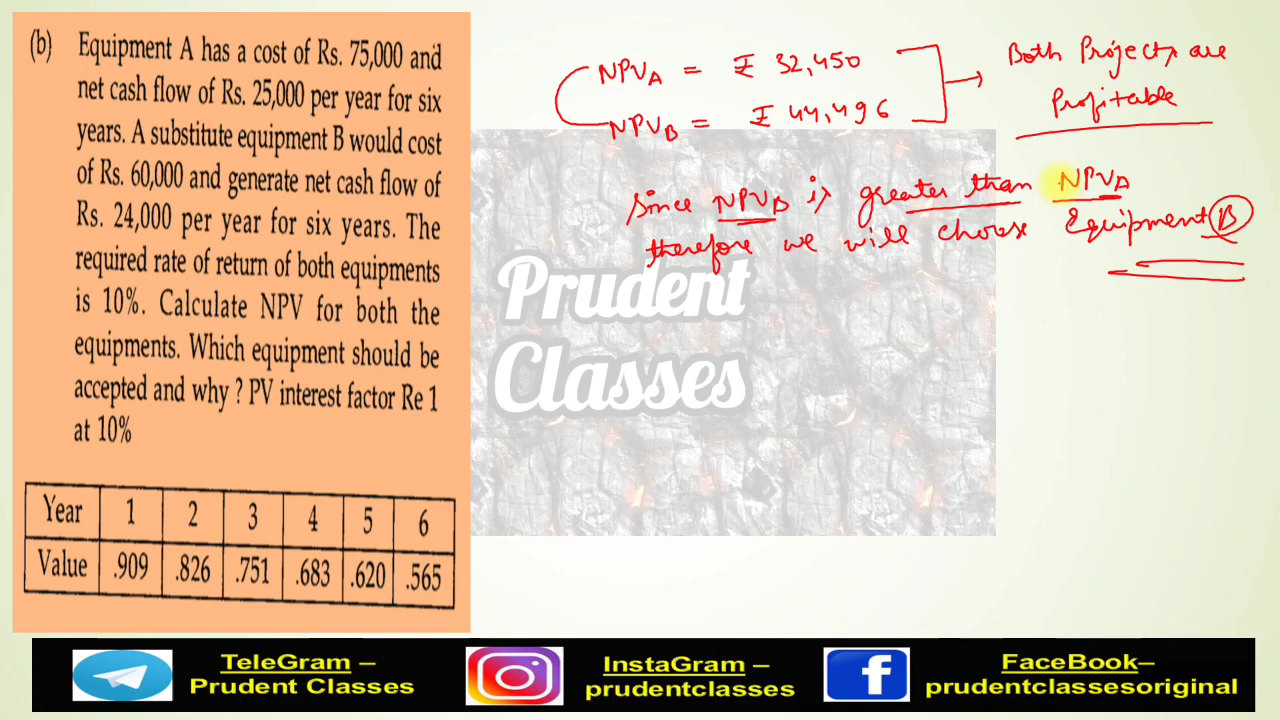 (b) Equipment A has a cost of Rs. 75,000 and
net cash flow of Rs. 25,000 per year for six
years. A substitute equipment B would cost
of Rs. 60,000 and generate net cash flow of
Rs. 24,000 per year for six years. The
required rate of return of both equipments
is 10%. Calculate NPV for both the
equipments. Which equipment should be
accepted and why ? PV interest factor Re 1
at 10%
Year 1 2 3 4 5 6
Value .909 .826 .751 .683 .620 .565
NPVA = ₹ 32,450
NPVB = ₹ 44,496
Both Projects are
Profitable
Since NPVB is greater than NPVA
therefore we will choose Equipment B
Prudent
Classes
TeleGram –
Prudent Classes
InstaGram –
prudentclasses
FaceBook–
prudentclassesoriginal